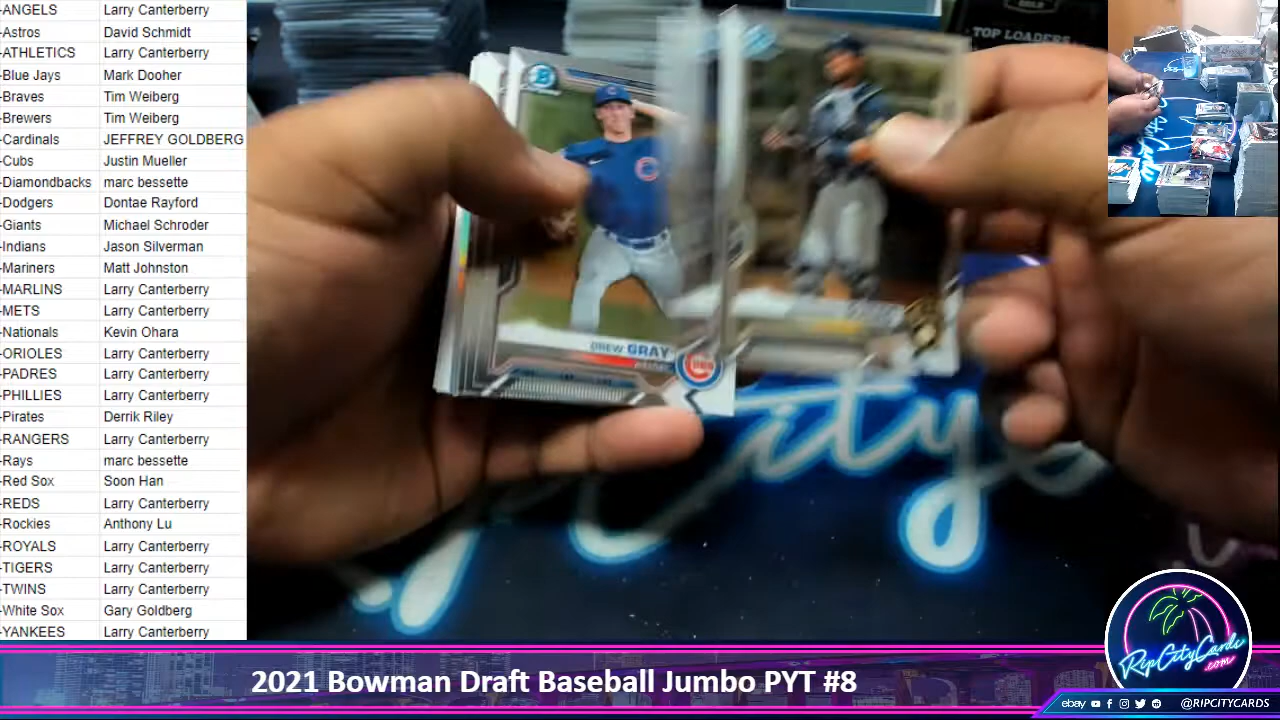 -ANGELS Larry Canterberry
-Astros David Schmidt
-ATHLETICS Larry Canterberry
-Blue Jays Mark Dooher
-Braves Tim Weiberg
-Brewers Tim Weiberg
-Cardinals JEFFREY GOLDBERG
-Cubs Justin Mueller
-Diamondbacks marc bessette
-Dodgers Dontae Rayford
-Giants Michael Schroder
-Indians Jason Silverman
-Mariners Matt Johnston
-MARLINS Larry Canterberry
-METS Larry Canterberry
-Nationals Kevin Ohara
-ORIOLES Larry Canterberry
-PADRES Larry Canterberry
-PHILLIES Larry Canterberry
-Pirates Derrik Riley
-RANGERS Larry Canterberry
-Rays marc bessette
-Red Sox Soon Han
-REDS Larry Canterberry
-Rockies Anthony Lu
-ROYALS Larry Canterberry
-TIGERS Larry Canterberry
-TWINS Larry Canterberry
-White Sox Gary Goldberg
-YANKEES Larry Canterberry
TOP LOADERS
DREW GRAY
CUBS
City
RipCityCards
.com
2021 Bowman Draft Baseball Jumbo PYT #8
ebay @RIPCITYCARDS